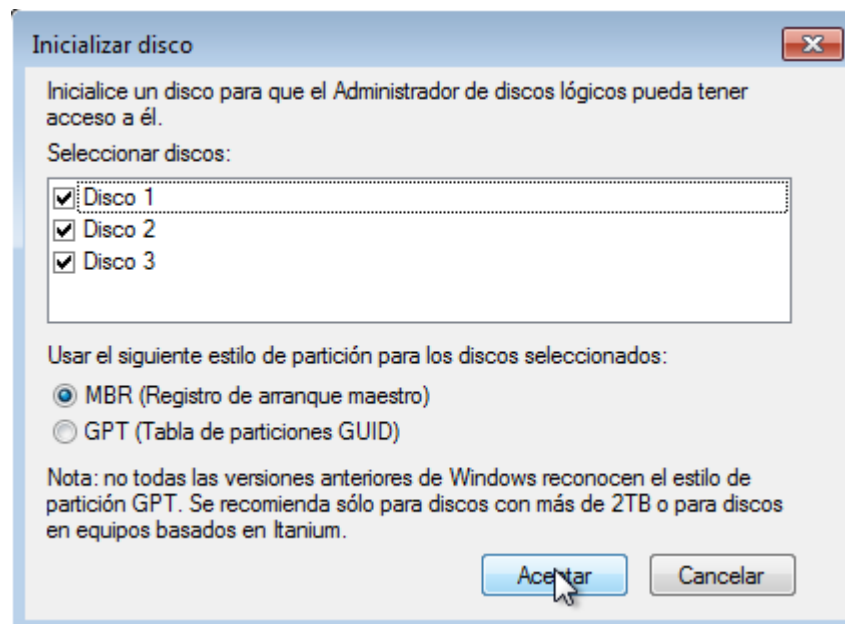 Inicializar disco
Inicialice un disco para que el Administrador de discos lógicos pueda tener
acceso a él.
Seleccionar discos:
Disco 1
Disco 2
Disco 3
Usar el siguiente estilo de partición para los discos seleccionados:
MBR (Registro de arranque maestro)
GPT (Tabla de particiones GUID)
Nota: no todas las versiones anteriores de Windows reconocen el estilo de
partición GPT. Se recomienda sólo para discos con más de 2TB o para discos
en equipos basados en Itanium.
Aceptar Cancelar